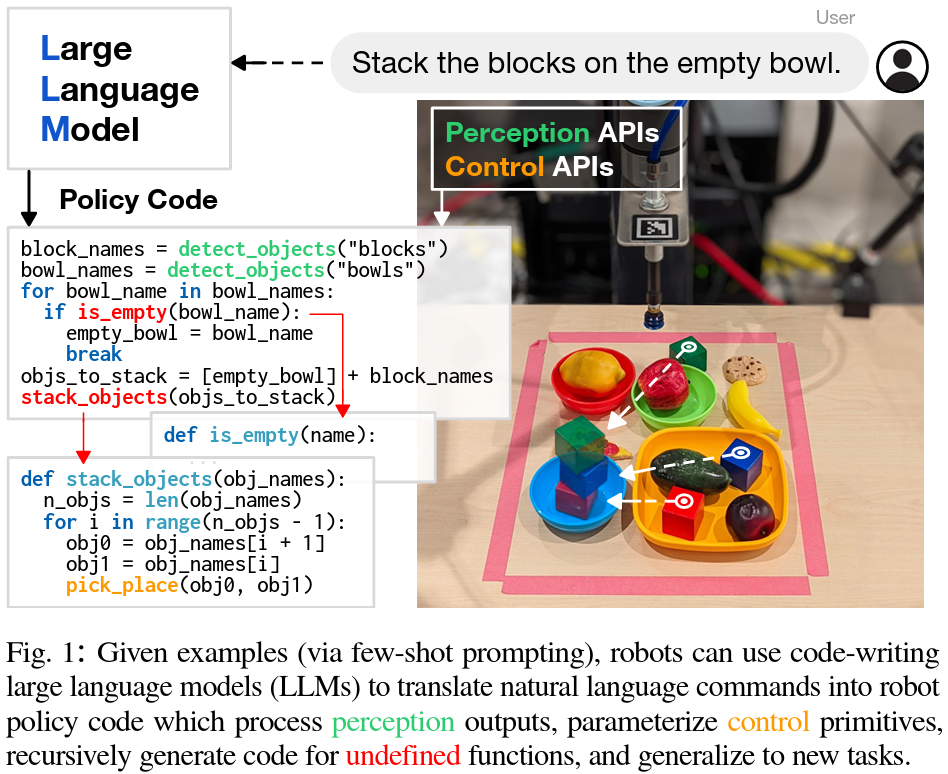 User
Large
Language
Model
Stack the blocks on the empty bowl.
Perception APIs
Control APIs
Policy Code
block_names = detect_objects("blocks")
bowl_names = detect_objects("bowls")
for bowl_name in bowl_names:
  if is_empty(bowl_name):
    empty_bowl = bowl_name
    break
objs_to_stack = [empty_bowl] + block_names
stack_objects(objs_to_stack)
def is_empty(name):
...
def stack_objects(obj_names):
  n_objs = len(obj_names)
  for i in range(n_objs - 1):
    obj0 = obj_names[i + 1]
    obj1 = obj_names[i]
    pick_place(obj0, obj1)
Fig. 1: Given examples (via few-shot prompting), robots can use code-writing
large language models (LLMs) to translate natural language commands into robot
policy code which process perception outputs, parameterize control primitives,
recursively generate code for undefined functions, and generalize to new tasks.